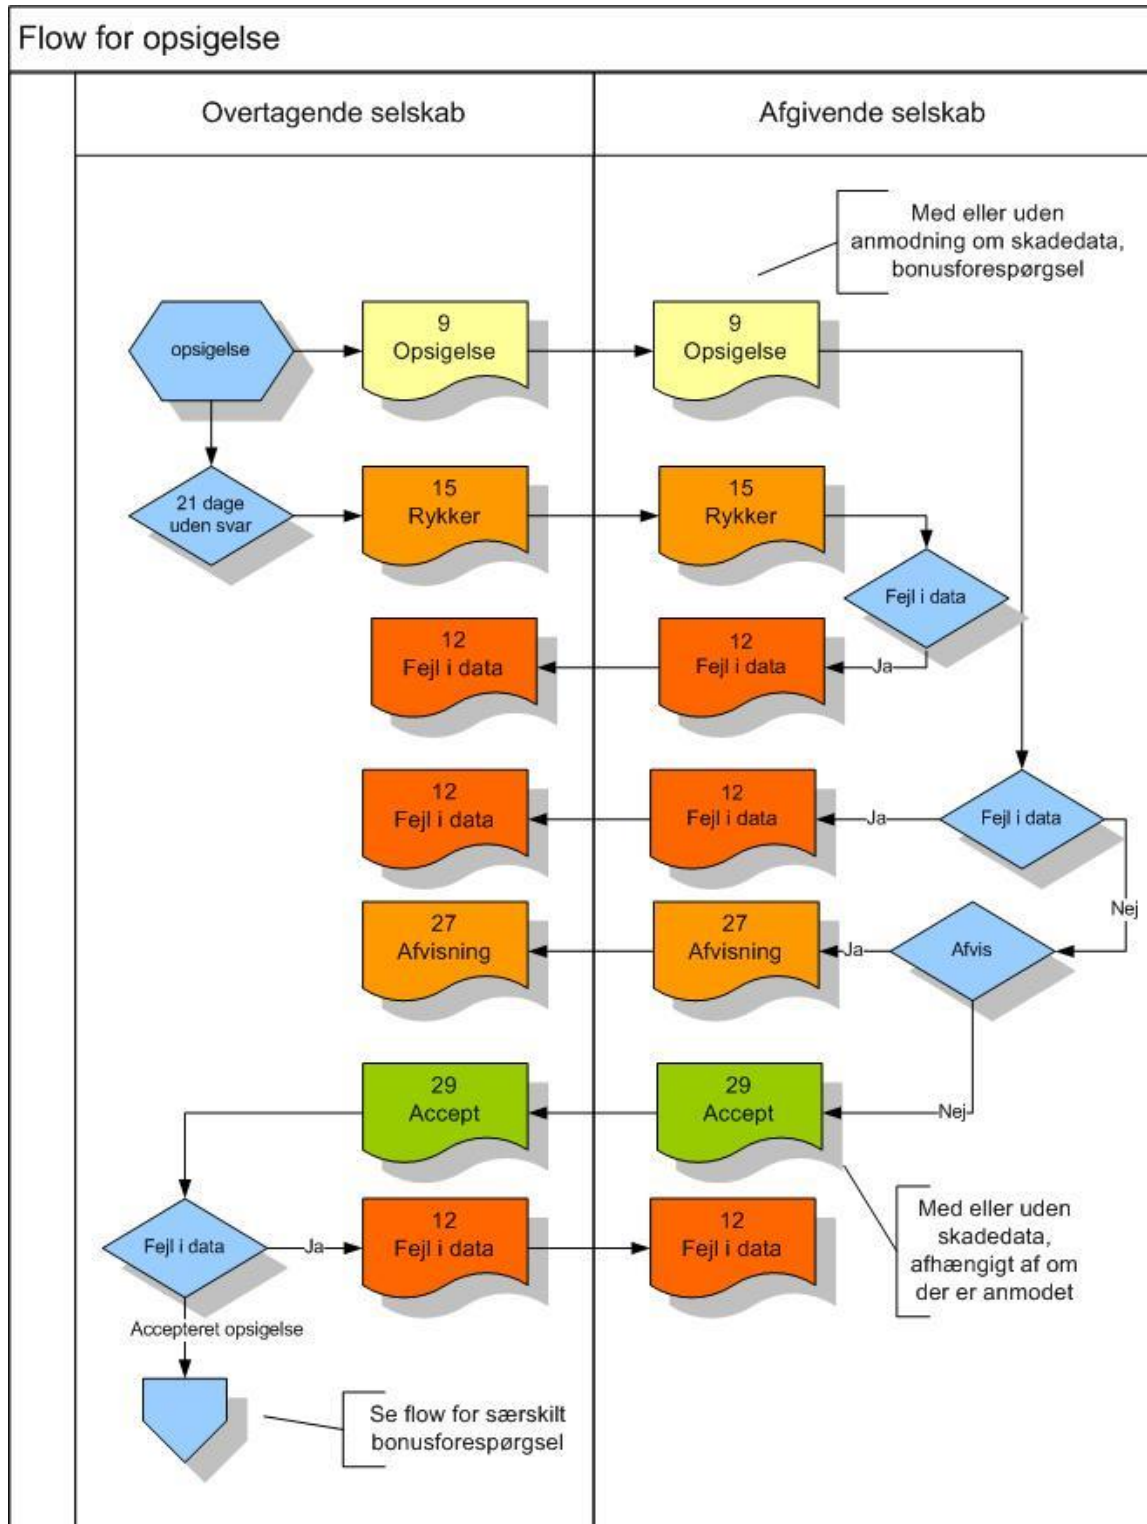 Flow for opsigelse
Overtagende selskab
Afgivende selskab
Med eller uden
anmodning om skadedata,
bonusforespørgsel
opsigelse
9
Opsigelse
9
Opsigelse
21 dage
uden svar
15
Rykker
15
Rykker
Fejl i data
12
Fejl i data
12
Fejl i data
Ja
12
Fejl i data
12
Fejl i data
Ja
Fejl i data
Nej
27
Afvisning
27
Afvisning
Ja
Afvis
29
Accept
29
Accept
Nej
Med eller uden
skadedata,
afhængigt af om
der er anmodet
Fejl i data
Ja
12
Fejl i data
12
Fejl i data
Accepteret opsigelse
Se flow for særskilt
bonusforespørgsel